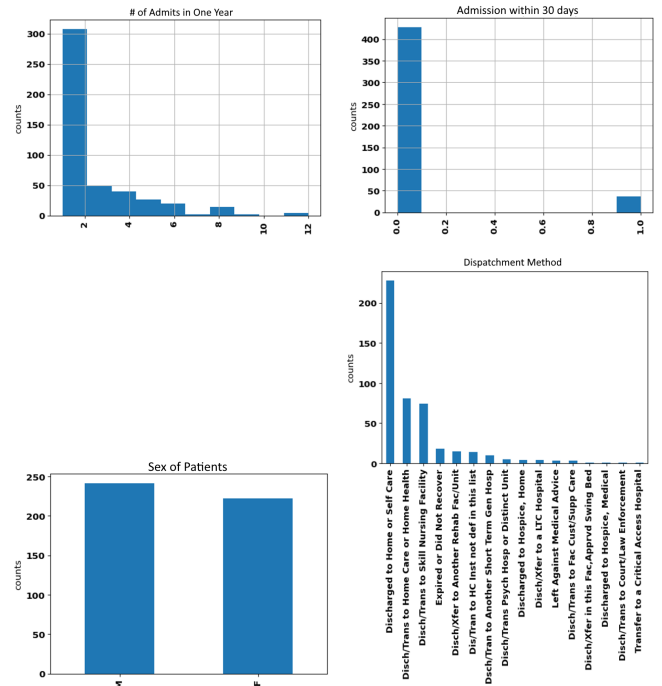 # of Admits in One Year
300
250
200
150
100
50
0
counts
2
4
6
8
10
12
Admission within 30 days
400
350
300
250
200
150
100
50
0
counts
0.0
0.2
0.4
0.6
0.8
1.0
Dispatchment Method
200
150
100
50
0
counts
Discharged to Home or Self Care
Disch/Trans to Home Care or Home Health
Disch/Trans to Skill Nursing Facility
Expired or Did Not Recover
Disch/Xfer to Another Rehab Fac/Unit
Dis/Tran to HC Inst not def in this list
Dsch/Tran to Another Short Term Gen Hosp
Disch/Trans Psych Hosp or Distinct Unit
Discharged to Hospice, Home
Disch/Xfer to a LTC Hospital
Left Against Medical Advice
Disch/Trans to Fac Cust/Supp Care
Disch/Xfer in this Fac,Apprvd Swing Bed
Discharged to Hospice, Medical
Disch/Trans to Court/Law Enforcement
Transfer to a Critical Access Hospital
Sex of Patients
250
200
150
100
50
0
counts
M
F